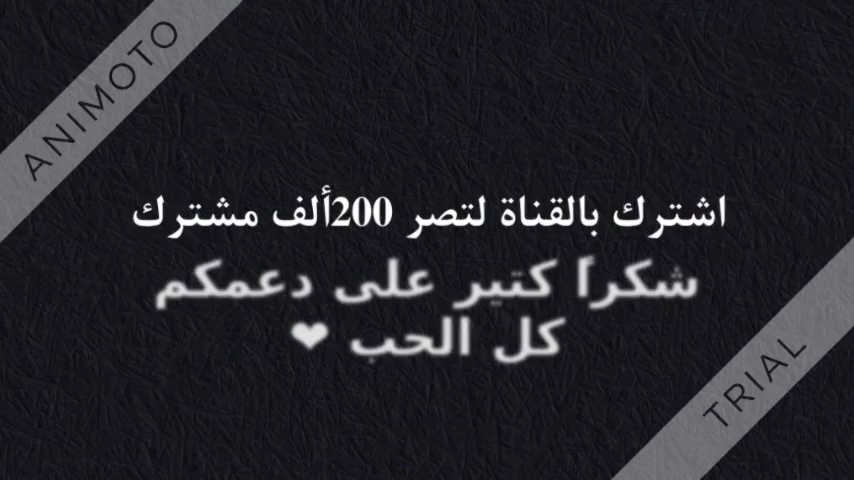 ANIMOTO
اشترك بالقناة لتصر 200ألف مشترك
شكراً كتير على دعمكم
كل الحب ❤
TRIAL